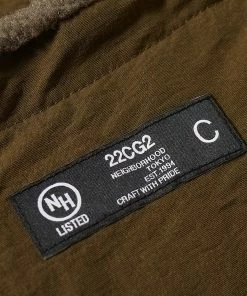 NH
LISTED
22CG2
NEIGHBORHOOD
TOKYO
EST.1994
CRAFT WITH PRIDE
C